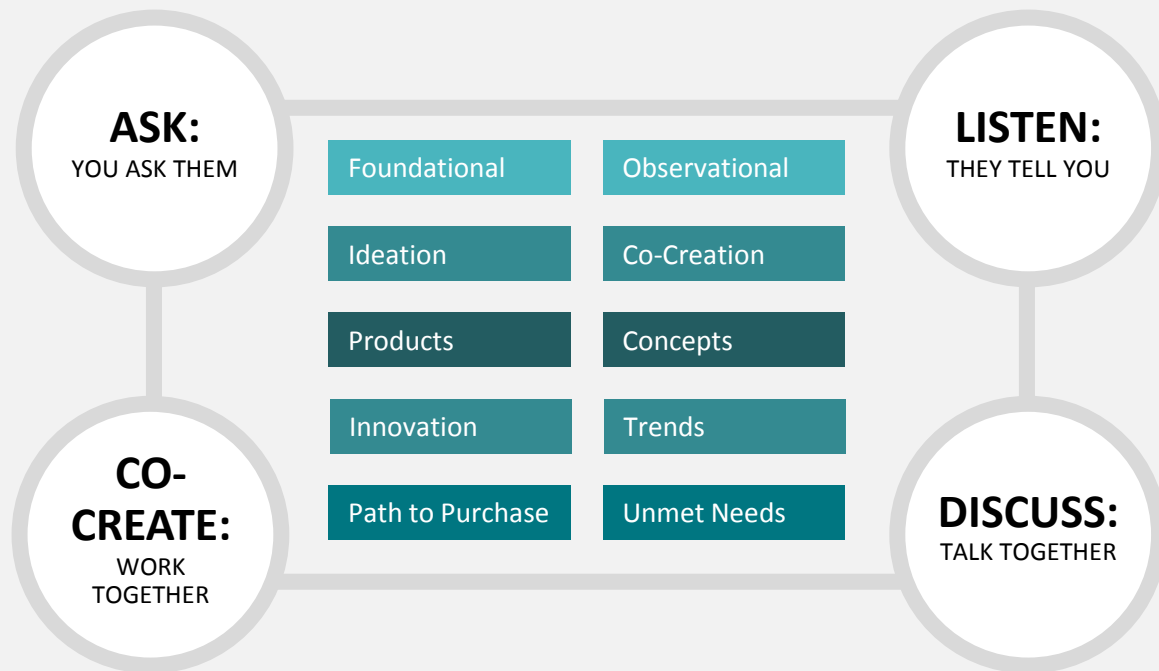 ASK:
YOU ASK THEM
LISTEN:
THEY TELL YOU
Foundational
Observational
Ideation
Co-Creation
Products
Concepts
Innovation
Trends
Path to Purchase
Unmet Needs
CO-
CREATE:
WORK
TOGETHER
DISCUSS:
TALK TOGETHER